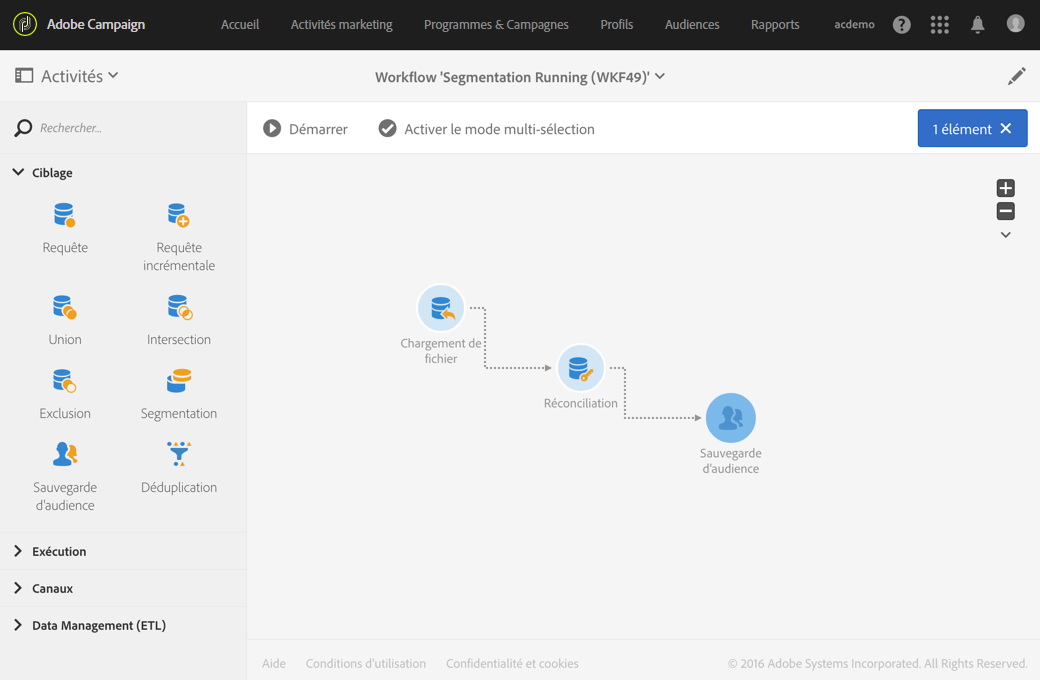 Adobe Campaign
Accueil
Activités marketing
Programmes & Campagnes
Profils
Audiences
Rapports
acdemo
?
Activités
Workflow 'Segmentation Running (WKF49)'
Rechercher...
Démarrer
Activer le mode multi-sélection
1 élément
Ciblage
Requête
Requête
incrémentale
Union
Intersection
Exclusion
Segmentation
Sauvegarde
d'audience
Déduplication
Exécution
Canaux
Data Management (ETL)
Chargement de
fichier
Réconciliation
Sauvegarde
d'audience
Aide
Conditions d'utilisation
Confidentialité et cookies
© 2016 Adobe Systems Incorporated. All Rights Reserved.